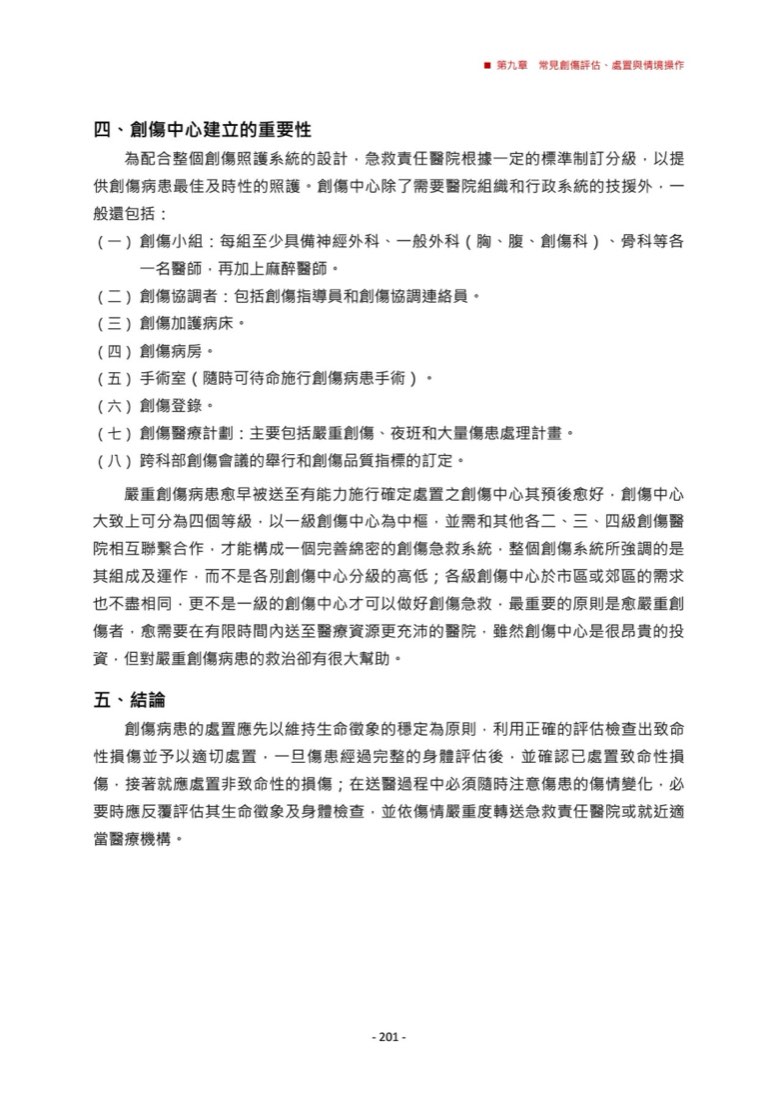 ■ 第九章　常見創傷評估、處置與情境操作
四、創傷中心建立的重要性
為配合整個創傷照護系統的設計，急救責任醫院根據一定的標準制訂分級，以提
供創傷病患最佳及時性的照護。創傷中心除了需要醫院組織和行政系統的技援外，一
般還包括：
（一）創傷小組：每組至少具備神經外科、一般外科（胸、腹、創傷科）、骨科等各
一名醫師，再加上麻醉醫師。
（二）創傷協調者：包括創傷指導員和創傷協調連絡員。
（三）創傷加護病床。
（四）創傷病房。
（五）手術室（隨時可待命施行創傷病患手術）。
（六）創傷登錄。
（七）創傷醫療計劃：主要包括嚴重創傷、夜班和大量傷患處理計畫。
（八）跨科部創傷會議的舉行和創傷品質指標的訂定。
嚴重創傷病患愈早被送至有能力施行確定處置之創傷中心其預後愈好，創傷中心
大致上可分為四個等級，以一級創傷中心為中樞，並需和其他各二、三、四級創傷醫
院相互聯繫合作，才能構成一個完善綿密的創傷急救系統，整個創傷系統所強調的是
其組成及運作，而不是各別創傷中心分級的高低；各級創傷中心於市區或郊區的需求
也不盡相同，更不是一級的創傷中心才可以做好創傷急救，最重要的原則是愈嚴重創
傷者，愈需要在有限時間內送至醫療資源更充沛的醫院，雖然創傷中心是很昂貴的投
資，但對嚴重創傷病患的救治卻有很大幫助。
五、結論
創傷病患的處置應先以維持生命徵象的穩定為原則，利用正確的評估檢查出致命
性損傷並予以適切處置，一旦傷患經過完整的身體評估後，並確認已處置致命性損
傷，接著就應處置非致命性的損傷；在送醫過程中必須隨時注意傷患的傷情變化，必
要時應反覆評估其生命徵象及身體檢查，並依傷情嚴重度轉送急救責任醫院或就近適
當醫療機構。
- 201 -